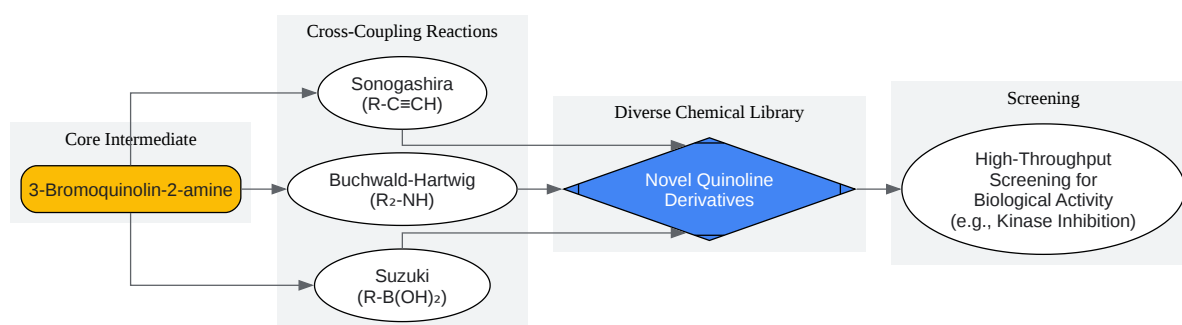 Cross-Coupling Reactions
Sonogashira
(R-C≡CH)
Core Intermediate
3-Bromoquinolin-2-amine
Buchwald-Hartwig
(R₂-NH)
Suzuki
(R-B(OH)₂)
Diverse Chemical Library
Novel Quinoline
Derivatives
Screening
High-Throughput
Screening for
Biological Activity
(e.g., Kinase Inhibition)